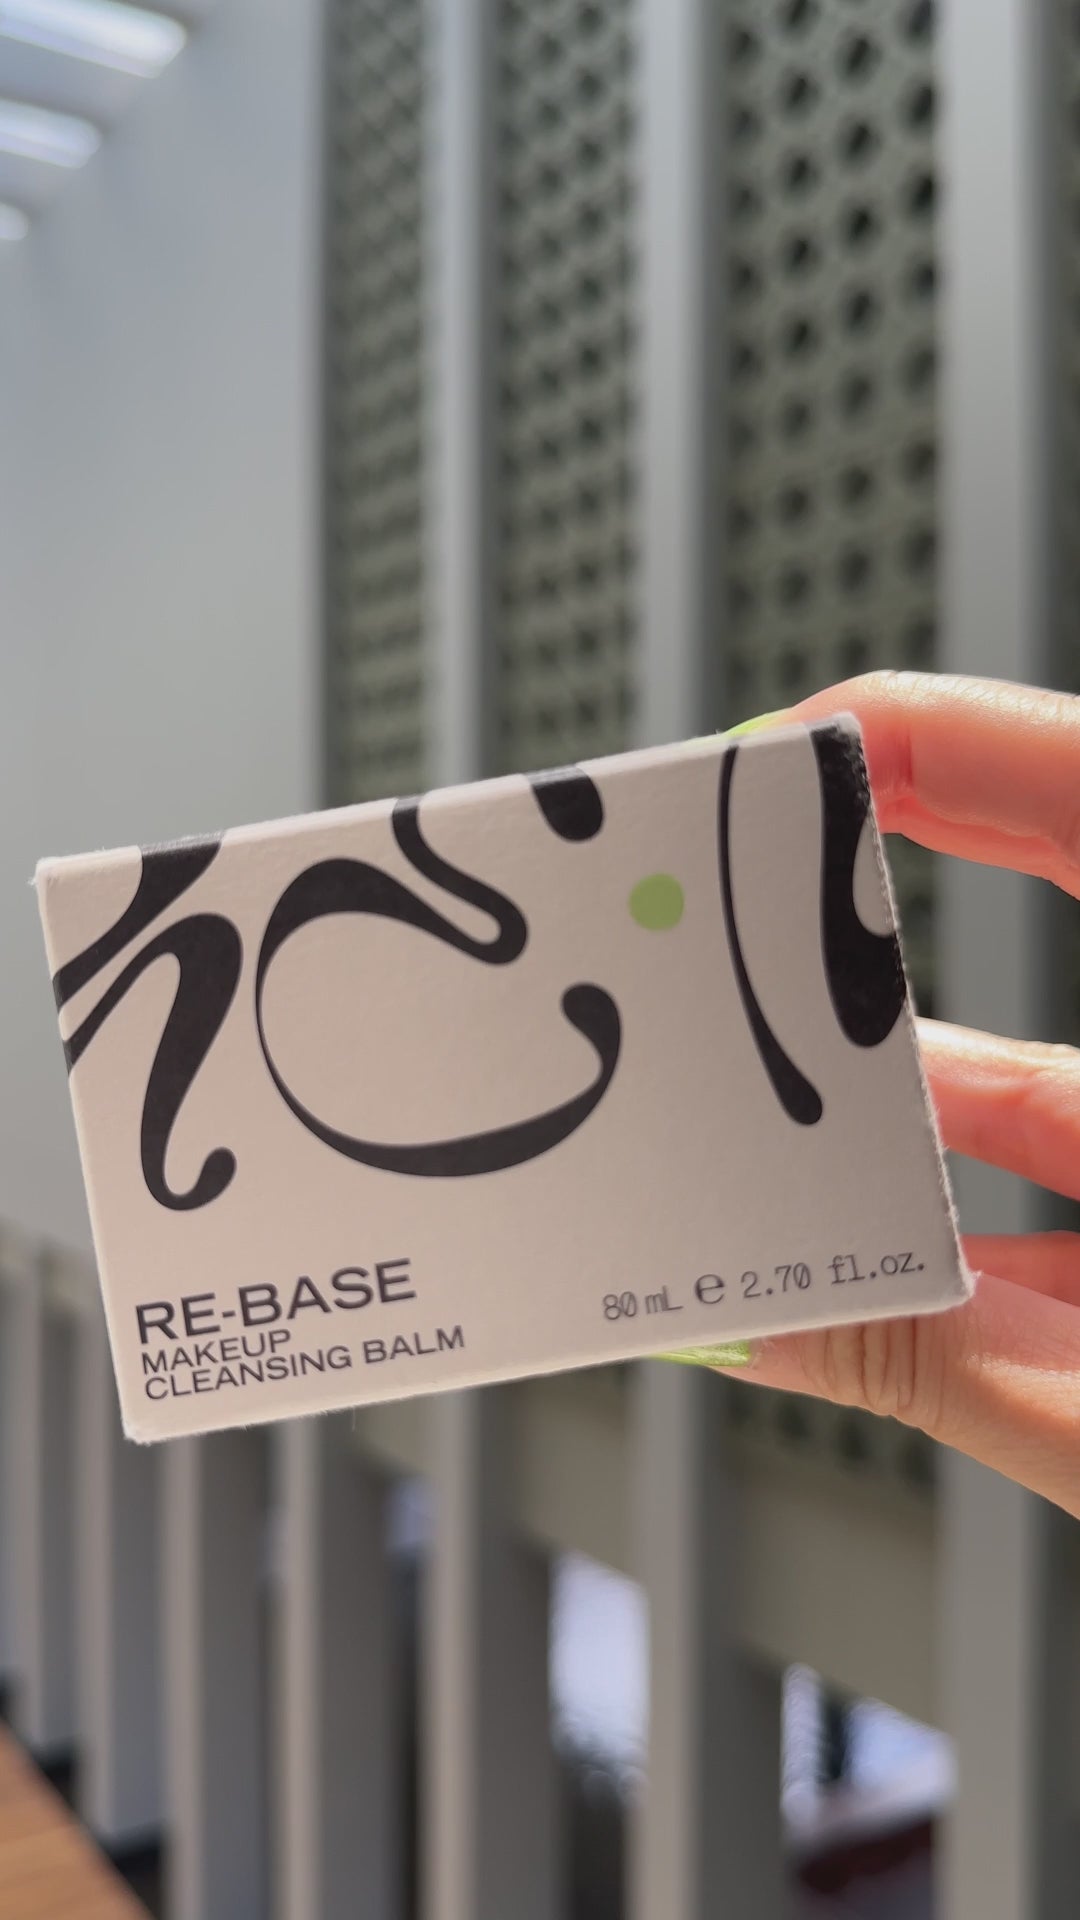 RE-BASE
MAKEUP
CLEANSING BALM
80 mL ℮ 2.70 fl.oz.